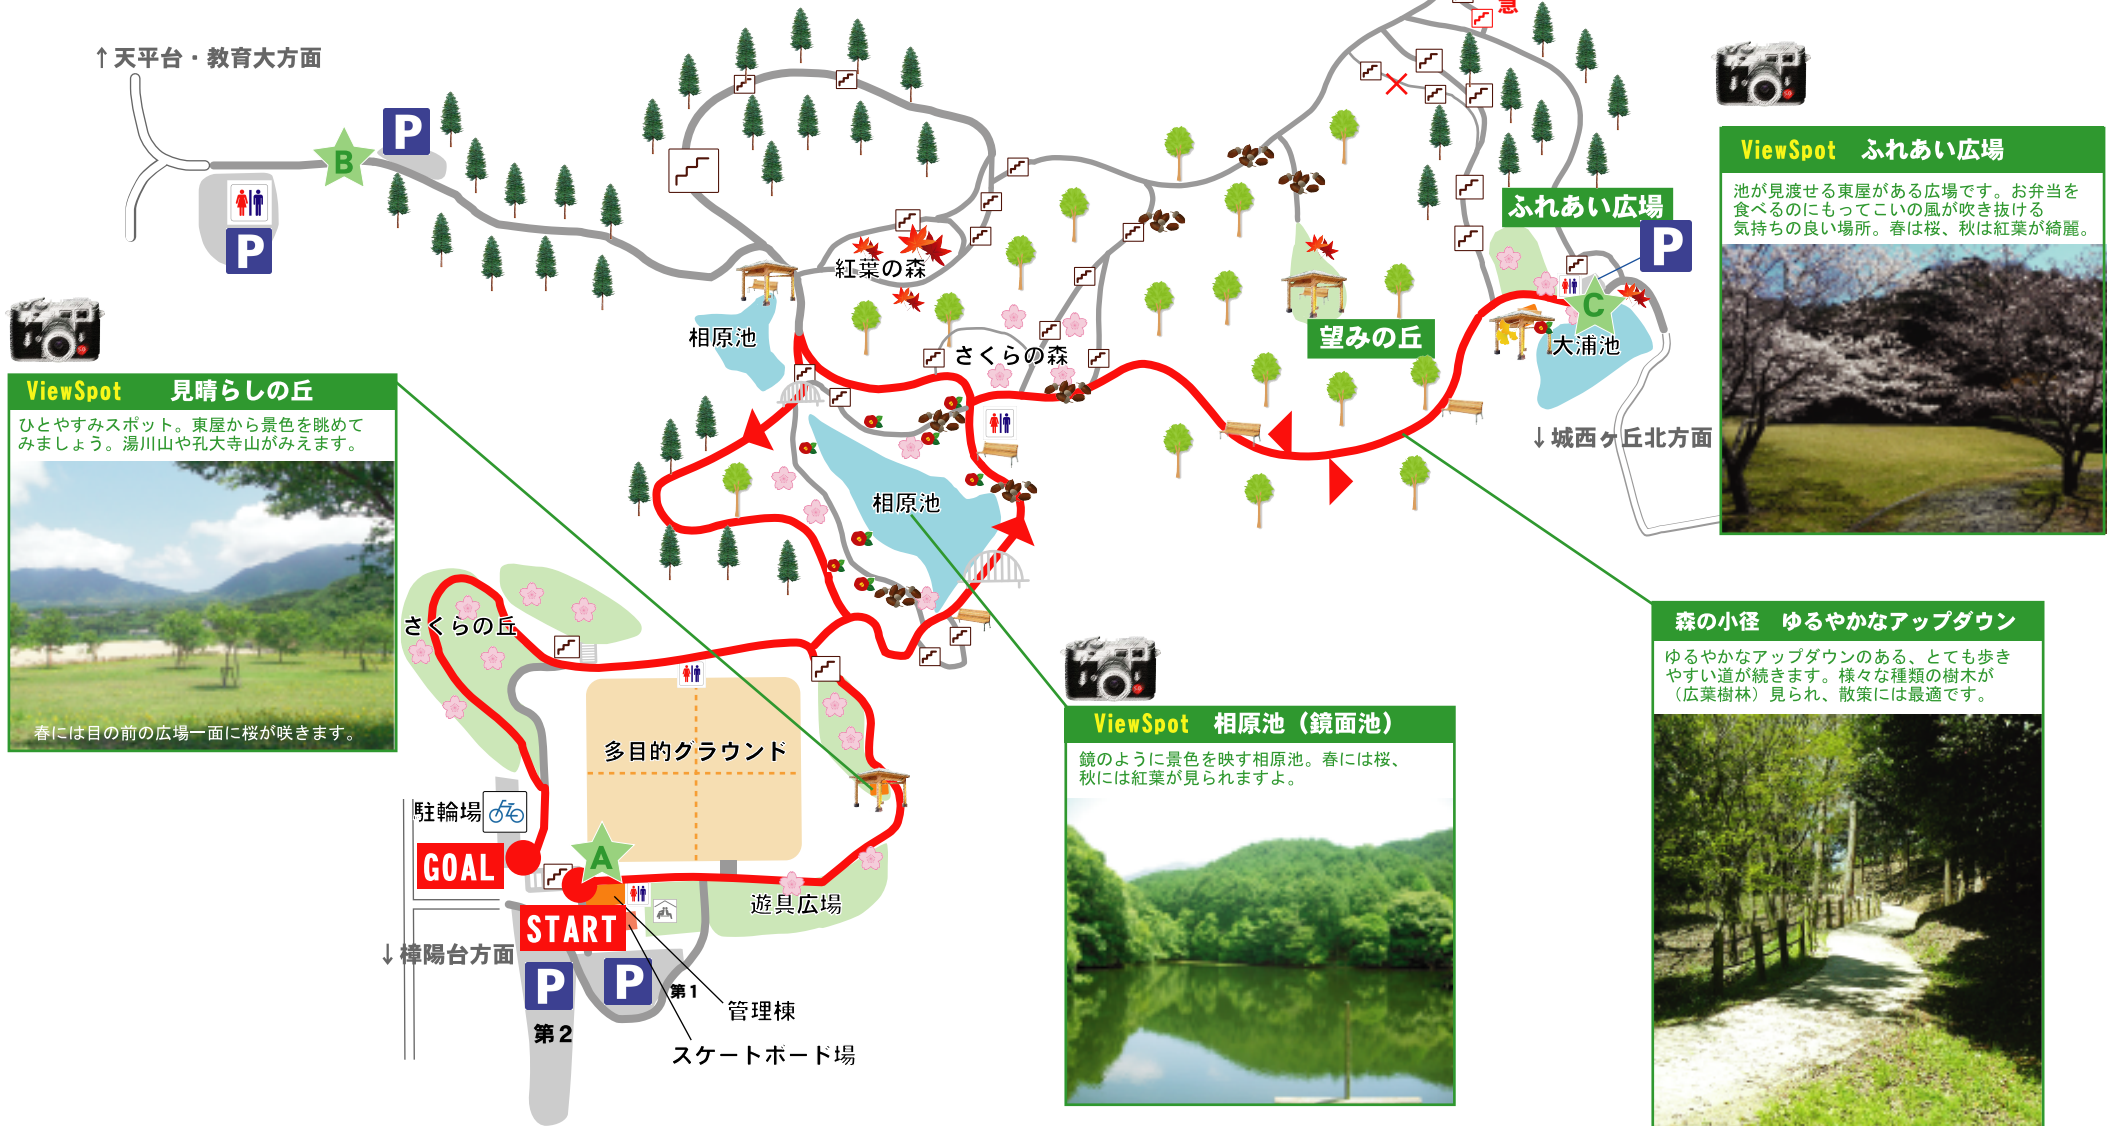 急
↑天平台・教育大方面
P
B
P
ふれあい広場
P
ViewSpot ふれあい広場
池が見渡せる東屋がある広場です。お弁当を
食べるのにもってこいの風が吹き抜ける
気持ちの良い場所。春は桜、秋は紅葉が綺麗。
紅葉の森
C
相原池
望みの丘
大浦池
さくらの森
↓城西ヶ丘北方面
ViewSpot 見晴らしの丘
ひとやすみスポット。東屋から景色を眺めて
みましょう。湯川山や孔大寺山がみえます。
春には目の前の広場一面に桜が咲きます。
相原池
さくらの丘
森の小径 ゆるやかなアップダウン
ゆるやかなアップダウンのある、とても歩き
やすい道が続きます。様々な種類の樹木が
（広葉樹林）見られ、散策には最適です。
ViewSpot 相原池（鏡面池）
鏡のように景色を映す相原池。春には桜、
秋には紅葉が見られますよ。
多目的グラウンド
駐輪場
GOAL
A
START
遊具広場
↓樟陽台方面
P
P
第1
第2
管理棟
スケートボード場